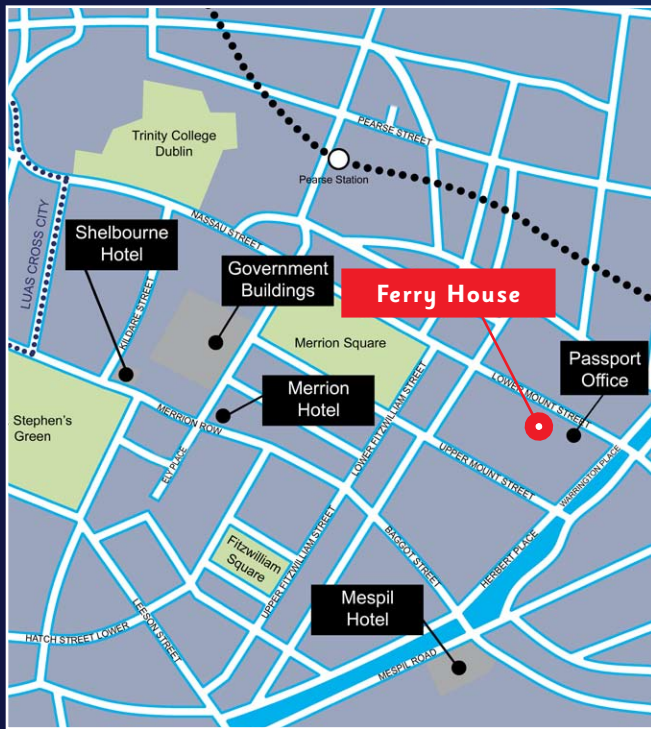 Trinity College
Dublin
PEARSE STREET
Pearse Station
LUAS CROSS CITY
NASSAU STREET
Shelbourne
Hotel
KILDARE STREET
Government
Buildings
Ferry House
Merrion Square
Passport
Office
LOWER MOUNT STREET
Merrion
Hotel
Stephen's
Green
MERRION ROW
ELY PLACE
LOWER FITZWILLIAM STREET
UPPER MOUNT STREET
WARRINGTON PLACE
Fitzwilliam
Square
UPPER FITZWILLIAM STREET
BAGGOT STREET
HERBERT PLACE
Mespil
Hotel
HATCH STREET LOWER
LEESON STREET
MESPIL ROAD